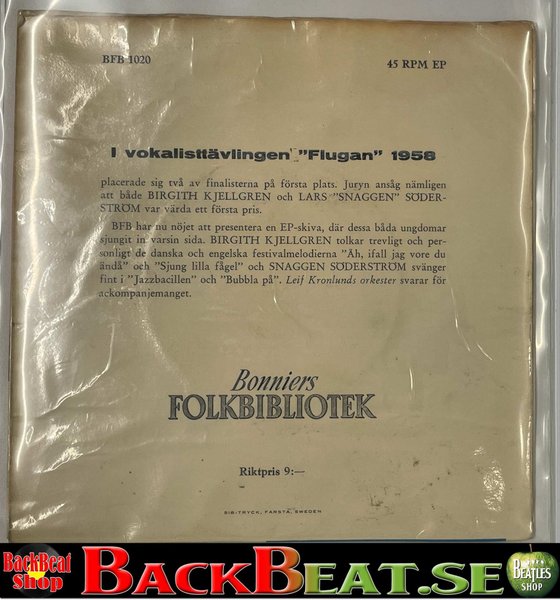 BFB 1020
45 RPM EP
I vokalisttävlingen "Flugan" 1958
placerade sig två av finalisterna på första plats. Juryn ansåg nämligen
att både BIRGITH KJELLGREN och LARS "SNAGGEN" SÖDER-
STRÖM var värda ett första pris.
BFB har nu nöjet att presentera en EP-skiva, där dessa båda ungdomar
sjungit in varsin sida. BIRGITH KJELLGREN tolkar trevligt och per-
sonligt de danska och engelska festivalmelodierna "Åh, ifall jag vore du
ändå" och "Sjung lilla fågel" och SNAGGEN SÖDERSTRÖM svänger
fint i "Jazzbacillen" och "Bubbla på". Leif Kronlunds orkester svarar för
ackompanjemanget.
Bonniers
FOLKBIBLIOTEK
Riktpris 9:—
SIB-TRYCK, FARSTA, SWEDEN
BackBeat
Shop
BACKBEAT.SE
BEATLES
SHOP